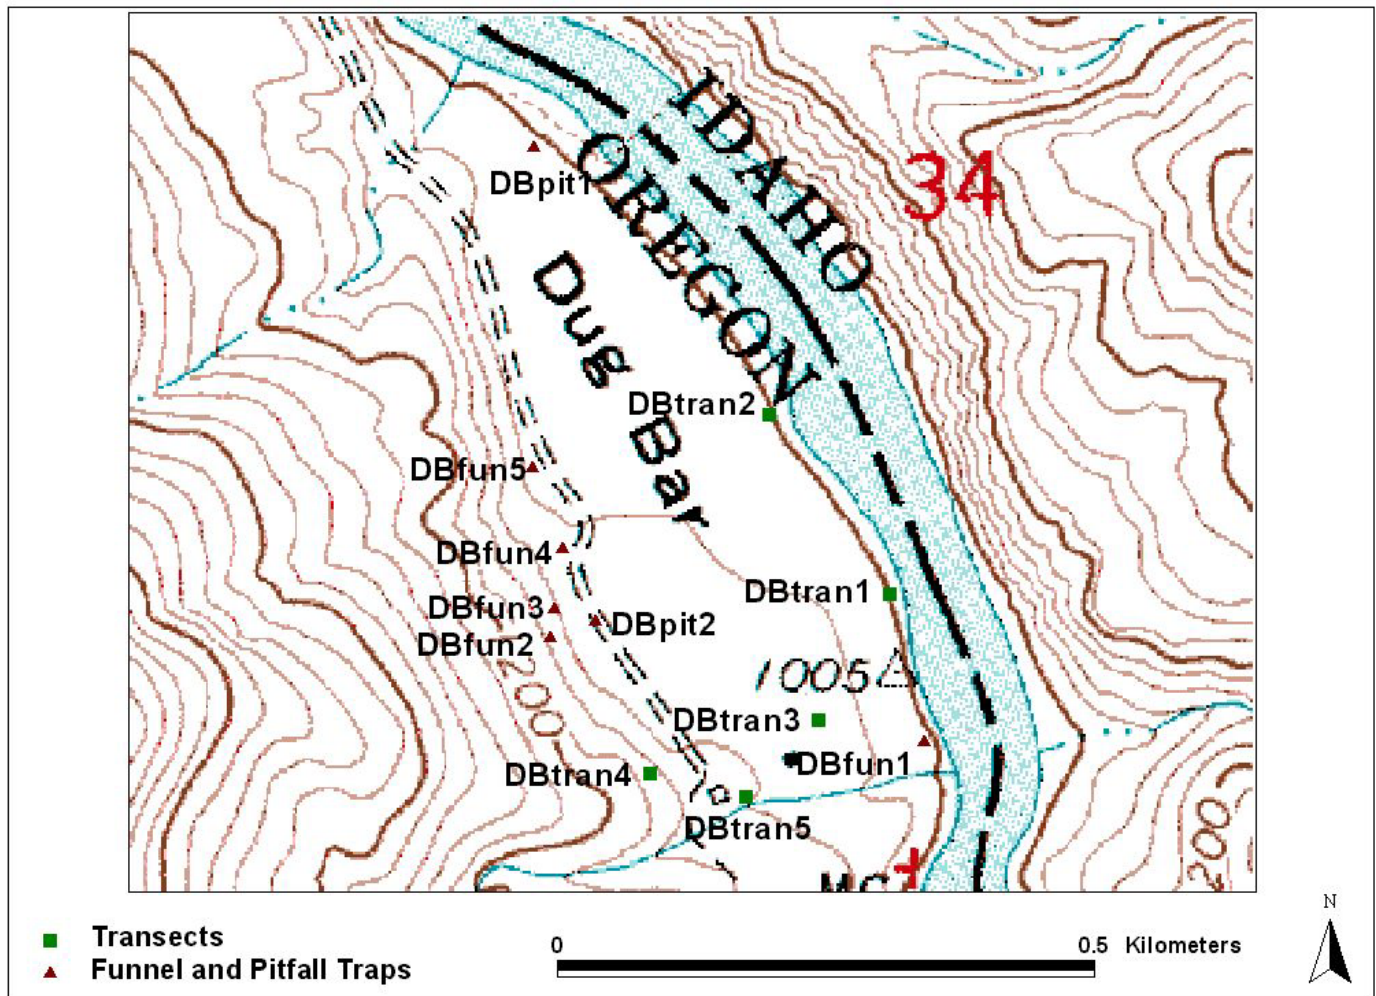 IDAHO
OREGON
34
DBpit1
Dug Bar
DBtran2
DBfun5
DBfun4
DBtran1
DBfun3
DBpit2
DBfun2
1200
1005
DBtran3
DBfun1
DBtran4
DBtran5
200
N
Transects
0 0.5 Kilometers
Funnel and Pitfall Traps